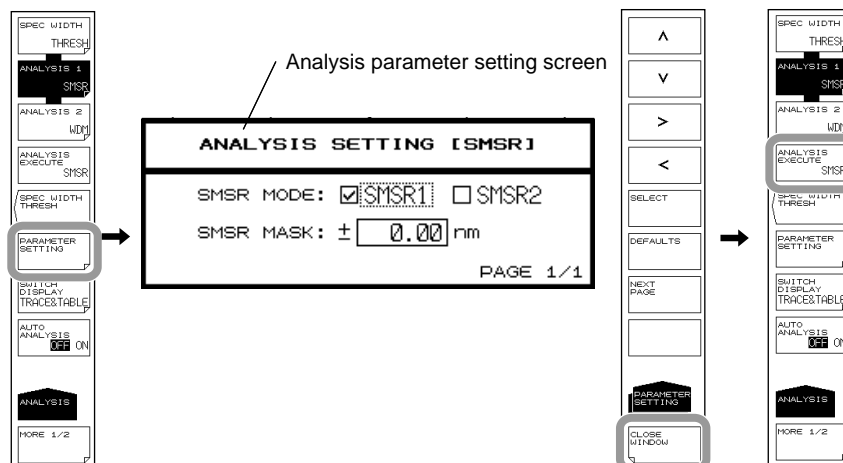 SPEC WIDTH
THRESH
ANALYSIS 1
SMSR
ANALYSIS 2
WDM
ANALYSIS
EXECUTE
SMSR
SPEC WIDTH
THRESH
PARAMETER
SETTING
SWITCH
DISPLAY
TRACE&TABLE
AUTO
ANALYSIS
OFF ON
ANALYSIS
MORE 1/2
Analysis parameter setting screen
ANALYSIS SETTING [SMSR]
SMSR MODE: ☑SMSR1 ☐SMSR2
SMSR MASK: ± 0.00 nm
PAGE 1/1
∧
∨
>
<
SELECT
DEFAULTS
NEXT
PAGE
PARAMETER
SETTING
CLOSE
WINDOW
SPEC WIDTH
THRESH
ANALYSIS 1
SMSR
ANALYSIS 2
WDM
ANALYSIS
EXECUTE
SMSR
SPEC WIDTH
THRESH
PARAMETER
SETTING
SWITCH
DISPLAY
TRACE&TABLE
AUTO
ANALYSIS
OFF ON
ANALYSIS
MORE 1/2